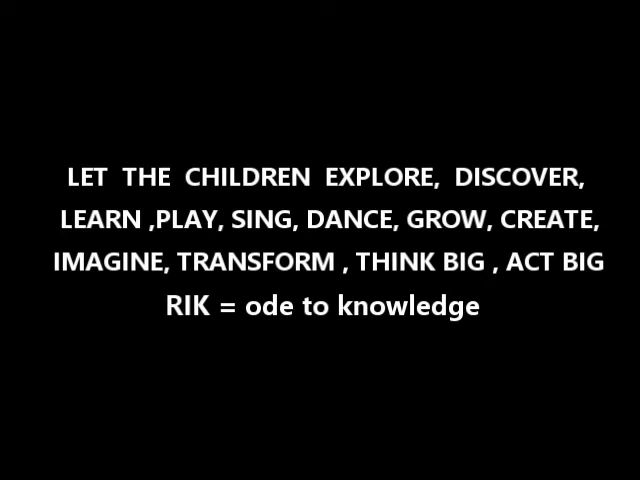 LET THE CHILDREN EXPLORE, DISCOVER,
LEARN ,PLAY, SING, DANCE, GROW, CREATE,
IMAGINE, TRANSFORM , THINK BIG , ACT BIG
RIK = ode to knowledge